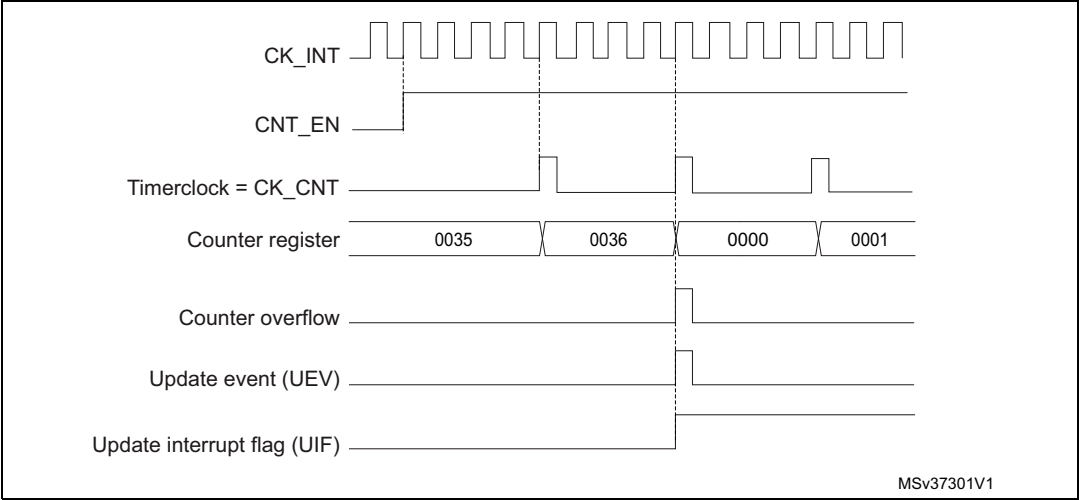 CK_INT
CNT_EN
Timerclock = CK_CNT
Counter register 0035 0036 0000 0001
Counter overflow
Update event (UEV)
Update interrupt flag (UIF)
MSv37301V1